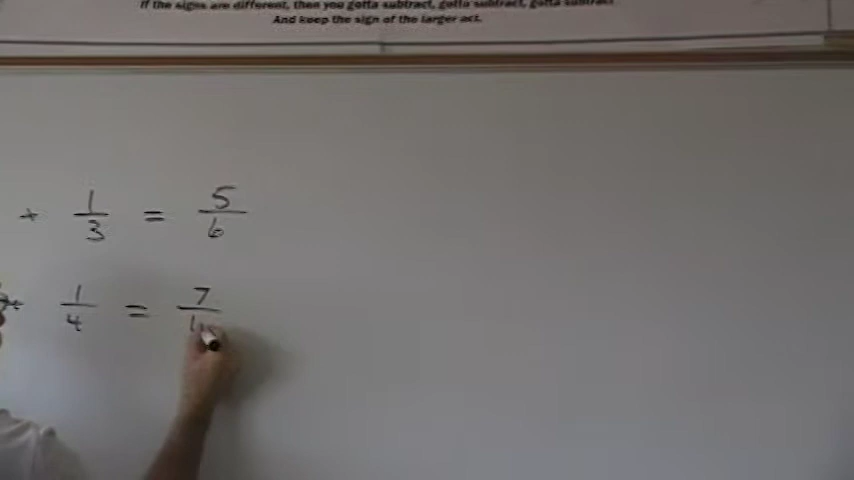 If the signs are different, then you gotta subtract, gotta subtract, gotta subtract
And keep the sign of the larger act.
+ 1/3 = 5/6
+ 1/4 = 7/